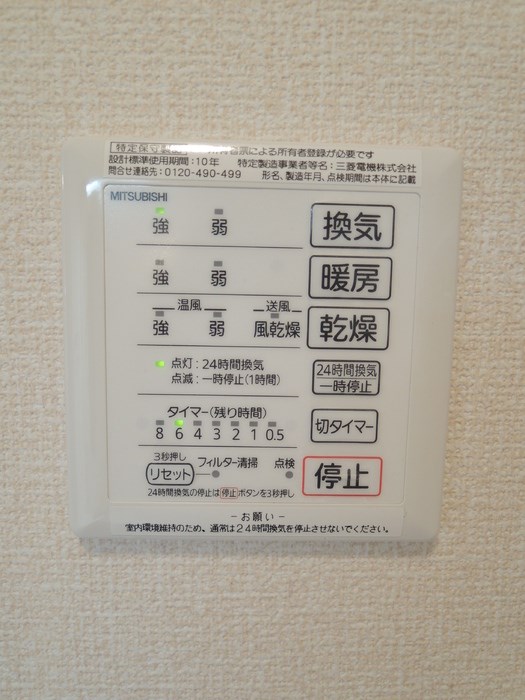 特定保守製品 所有者票による所有者登録が必要です
設計標準使用期間：10年 特定製造事業者等名：三菱電機株式会社
問合せ連絡先：0120-490-499 形名、製造年月、点検期間は本体に記載
MITSUBISHI
強 弱 換気
強 弱 暖房
温風 送風
強 弱 風乾燥 乾燥
点灯：24時間換気
点滅：一時停止(1時間)
24時間換気
一時停止
タイマー(残り時間)
8 6 4 3 2 1 0.5
切タイマー
3秒押し
リセット フィルター清掃 点検
停止
24時間換気の停止は停止ボタンを3秒押し
－お願い－
室内環境維持のため、通常は24時間換気を停止させないでください。